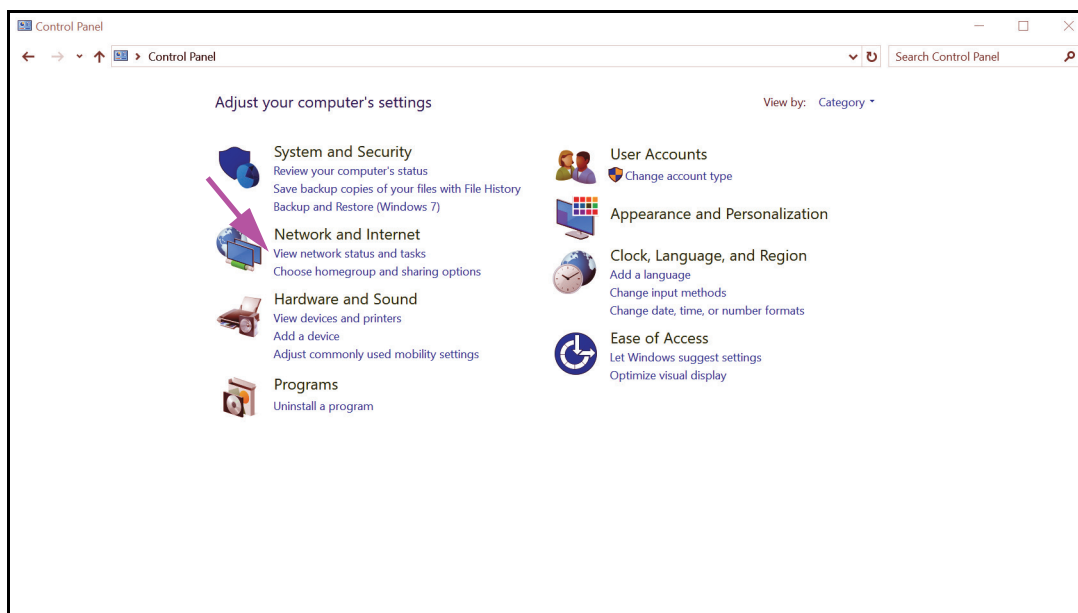 Control Panel
Control Panel
Search Control Panel
Adjust your computer's settings
View by: Category
System and Security
Review your computer's status
Save backup copies of your files with File History
Backup and Restore (Windows 7)
Network and Internet
View network status and tasks
Choose homegroup and sharing options
Hardware and Sound
View devices and printers
Add a device
Adjust commonly used mobility settings
Programs
Uninstall a program
User Accounts
Change account type
Appearance and Personalization
Clock, Language, and Region
Add a language
Change input methods
Change date, time, or number formats
Ease of Access
Let Windows suggest settings
Optimize visual display